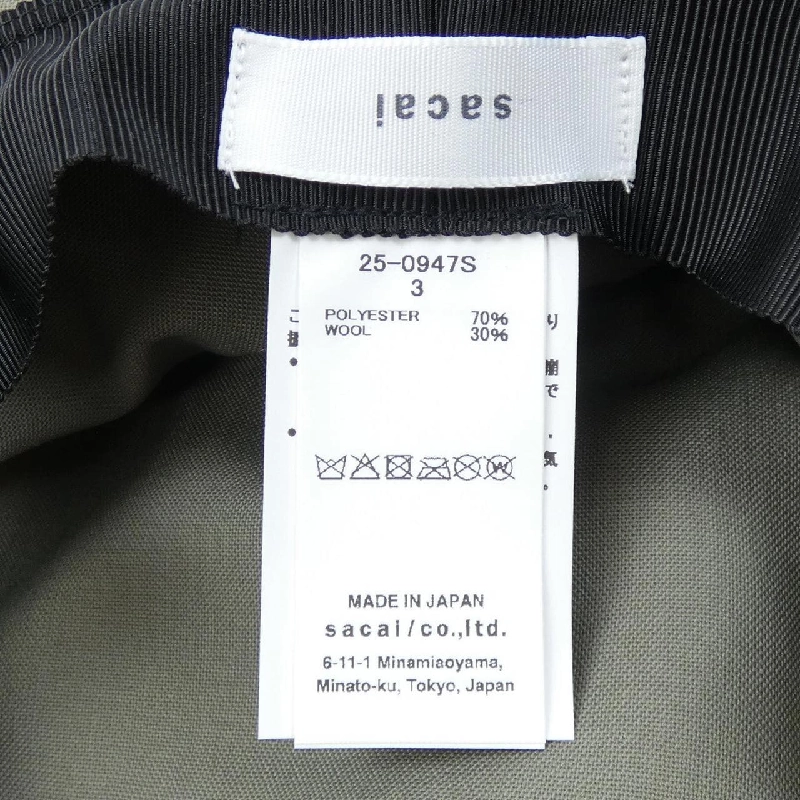 sacai
25-0947S
3
POLYESTER 70%
WOOL 30%
MADE IN JAPAN
sacai/co.,ltd.
6-11-1 Minamiaoyama,
Minato-ku, Tokyo, Japan